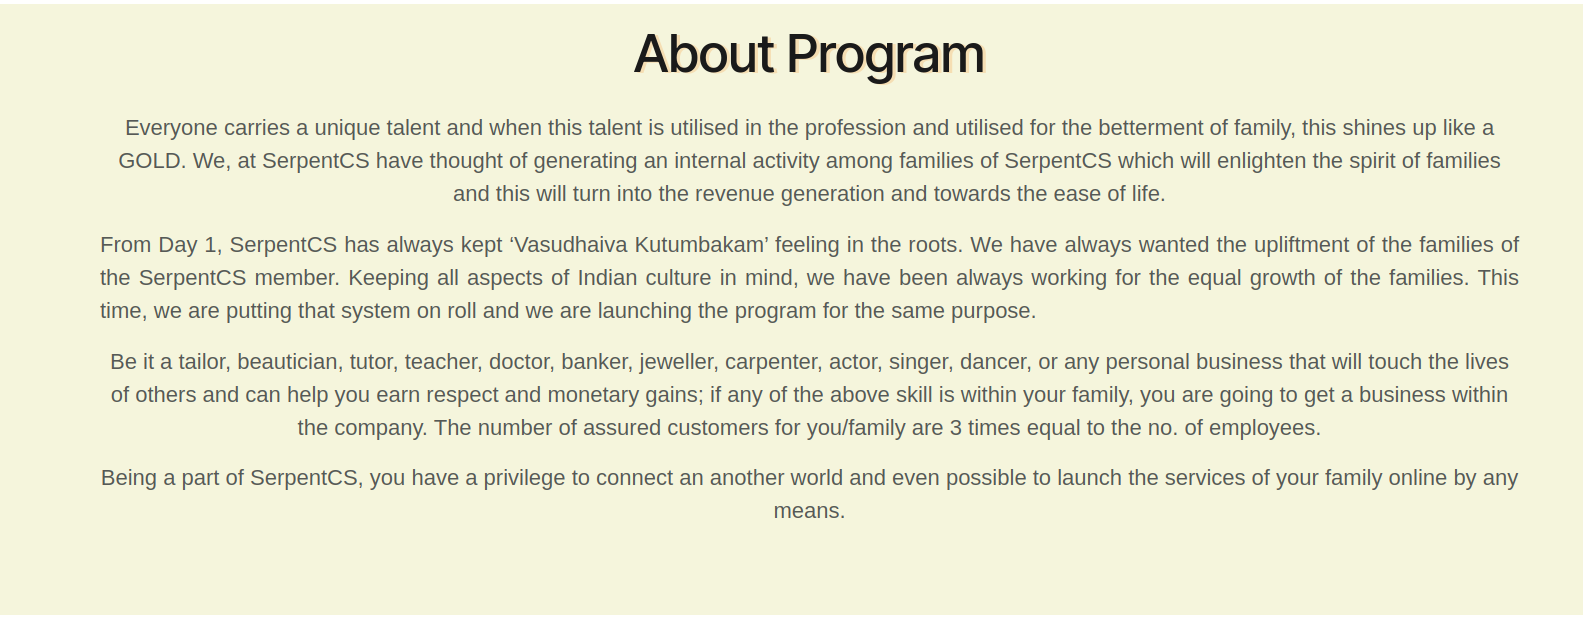 About Program
Everyone carries a unique talent and when this talent is utilised in the profession and utilised for the betterment of family, this shines up like a
GOLD. We, at SerpentCS have thought of generating an internal activity among families of SerpentCS which will enlighten the spirit of families
and this will turn into the revenue generation and towards the ease of life.
From Day 1, SerpentCS has always kept ‘Vasudhaiva Kutumbakam’ feeling in the roots. We have always wanted the upliftment of the families of
the SerpentCS member. Keeping all aspects of Indian culture in mind, we have been always working for the equal growth of the families. This
time, we are putting that system on roll and we are launching the program for the same purpose.
Be it a tailor, beautician, tutor, teacher, doctor, banker, jeweller, carpenter, actor, singer, dancer, or any personal business that will touch the lives
of others and can help you earn respect and monetary gains; if any of the above skill is within your family, you are going to get a business within
the company. The number of assured customers for you/family are 3 times equal to the no. of employees.
Being a part of SerpentCS, you have a privilege to connect an another world and even possible to launch the services of your family online by any
means.